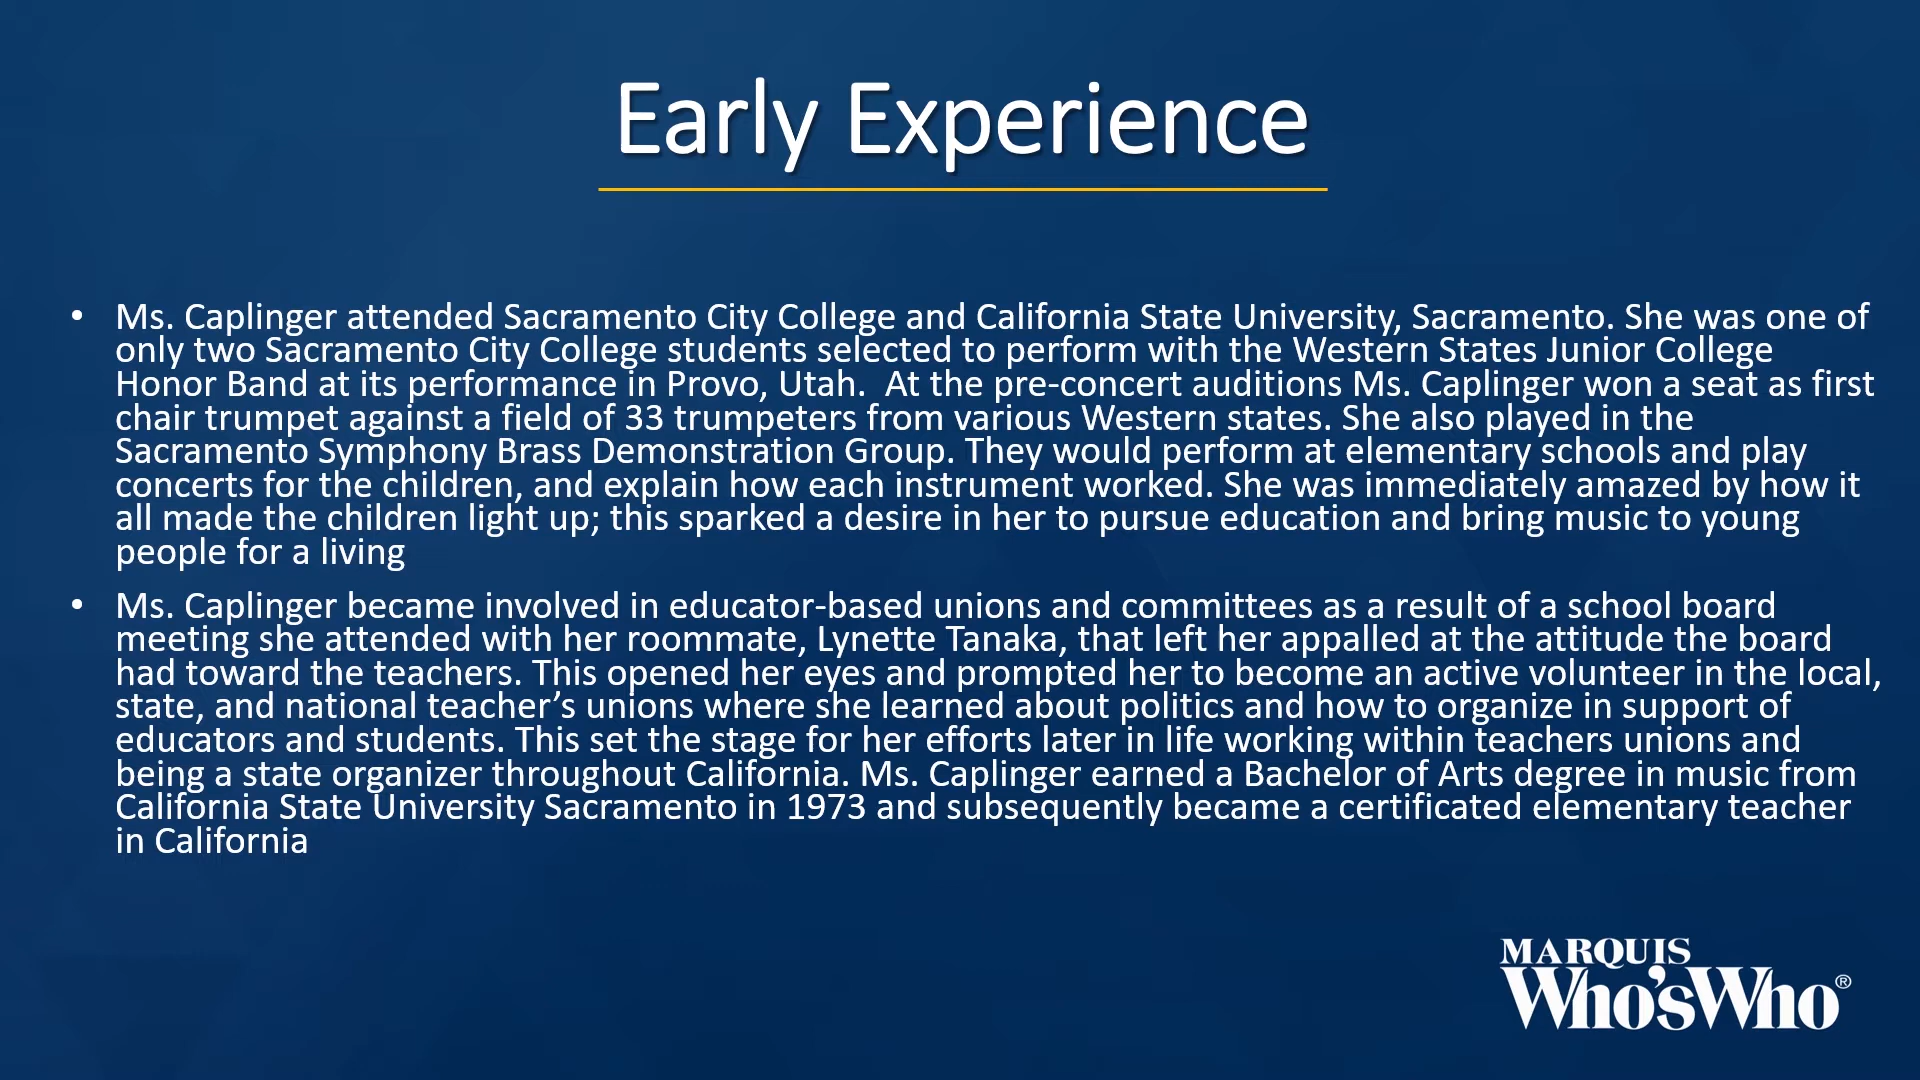 Early Experience
• Ms. Caplinger attended Sacramento City College and California State University, Sacramento. She was one of
only two Sacramento City College students selected to perform with the Western States Junior College
Honor Band at its performance in Provo, Utah.  At the pre-concert auditions Ms. Caplinger won a seat as first
chair trumpet against a field of 33 trumpeters from various Western states. She also played in the
Sacramento Symphony Brass Demonstration Group. They would perform at elementary schools and play
concerts for the children, and explain how each instrument worked. She was immediately amazed by how it
all made the children light up; this sparked a desire in her to pursue education and bring music to young
people for a living
• Ms. Caplinger became involved in educator-based unions and committees as a result of a school board
meeting she attended with her roommate, Lynette Tanaka, that left her appalled at the attitude the board
had toward the teachers. This opened her eyes and prompted her to become an active volunteer in the local,
state, and national teacher’s unions where she learned about politics and how to organize in support of
educators and students. This set the stage for her efforts later in life working within teachers unions and
being a state organizer throughout California. Ms. Caplinger earned a Bachelor of Arts degree in music from
California State University Sacramento in 1973 and subsequently became a certificated elementary teacher
in California
MARQUIS
Who'sWho®